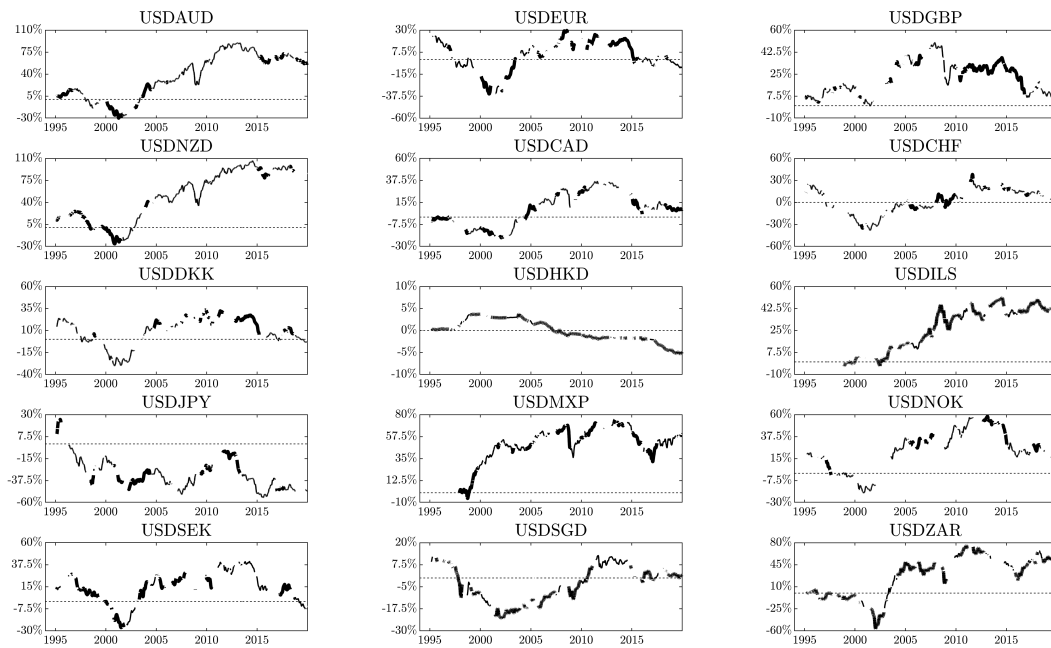 USDAUD
110%
75%
40%
5%
-30%
1995 2000 2005 2010 2015
USDEUR
30%
7.5%
-15%
-37.5%
-60%
1995 2000 2005 2010 2015
USDGBP
60%
42.5%
25%
7.5%
-10%
1995 2000 2005 2010 2015
USDNZD
110%
75%
40%
5%
-30%
1995 2000 2005 2010 2015
USDCAD
60%
37.5%
15%
-7.5%
-30%
1995 2000 2005 2010 2015
USDCHF
60%
30%
0%
-30%
-60%
1995 2000 2005 2010 2015
USDDKK
60%
35%
10%
-15%
-40%
1995 2000 2005 2010 2015
USDHKD
10%
5%
0%
-5%
-10%
1995 2000 2005 2010 2015
USDILS
60%
42.5%
25%
7.5%
-10%
1995 2000 2005 2010 2015
USDJPY
30%
7.5%
-15%
-37.5%
-60%
1995 2000 2005 2010 2015
USDMXP
80%
57.5%
35%
12.5%
-10%
1995 2000 2005 2010 2015
USDNOK
60%
37.5%
15%
-7.5%
-30%
1995 2000 2005 2010 2015
USDSEK
60%
37.5%
15%
-7.5%
-30%
1995 2000 2005 2010 2015
USDSGD
20%
7.5%
-5%
-17.5%
-30%
1995 2000 2005 2010 2015
USDZAR
80%
45%
10%
-25%
-60%
1995 2000 2005 2010 2015